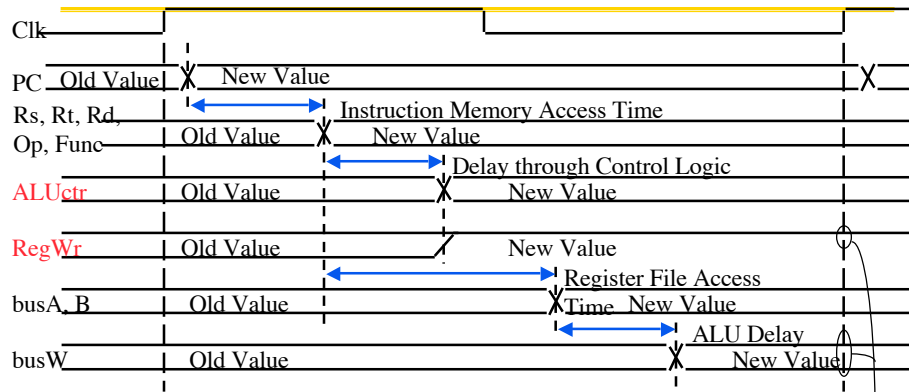 Clk
PC Old Value New Value
Rs, Rt, Rd, Instruction Memory Access Time
Op, Func Old Value New Value
Delay through Control Logic
ALUctr Old Value New Value
RegWr Old Value New Value
Register File Access
busA, B Old Value Time New Value
ALU Delay
busW Old Value New Value